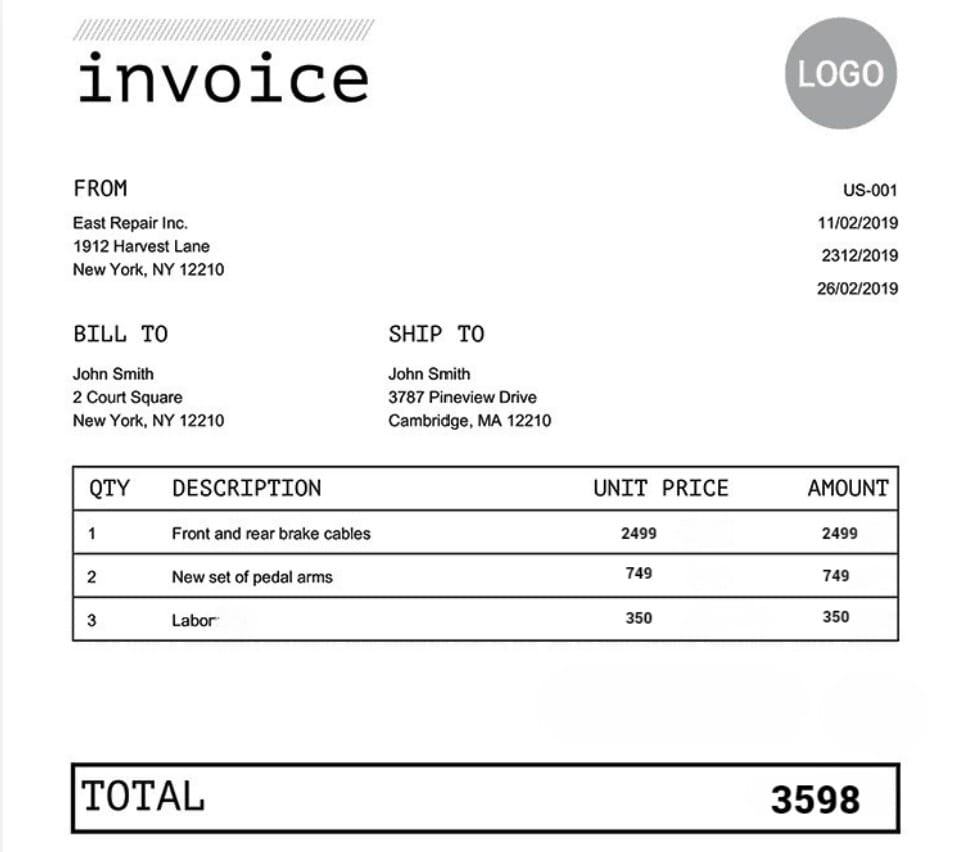 invoice
LOGO
FROM
US-001
East Repair Inc.
11/02/2019
1912 Harvest Lane
2312/2019
New York, NY 12210
26/02/2019
BILL TO
SHIP TO
John Smith
John Smith
2 Court Square
3787 Pineview Drive
New York, NY 12210
Cambridge, MA 12210
QTY DESCRIPTION UNIT PRICE AMOUNT
1 Front and rear brake cables 2499 2499
2 New set of pedal arms 749 749
3 Labor 350 350
TOTAL 3598